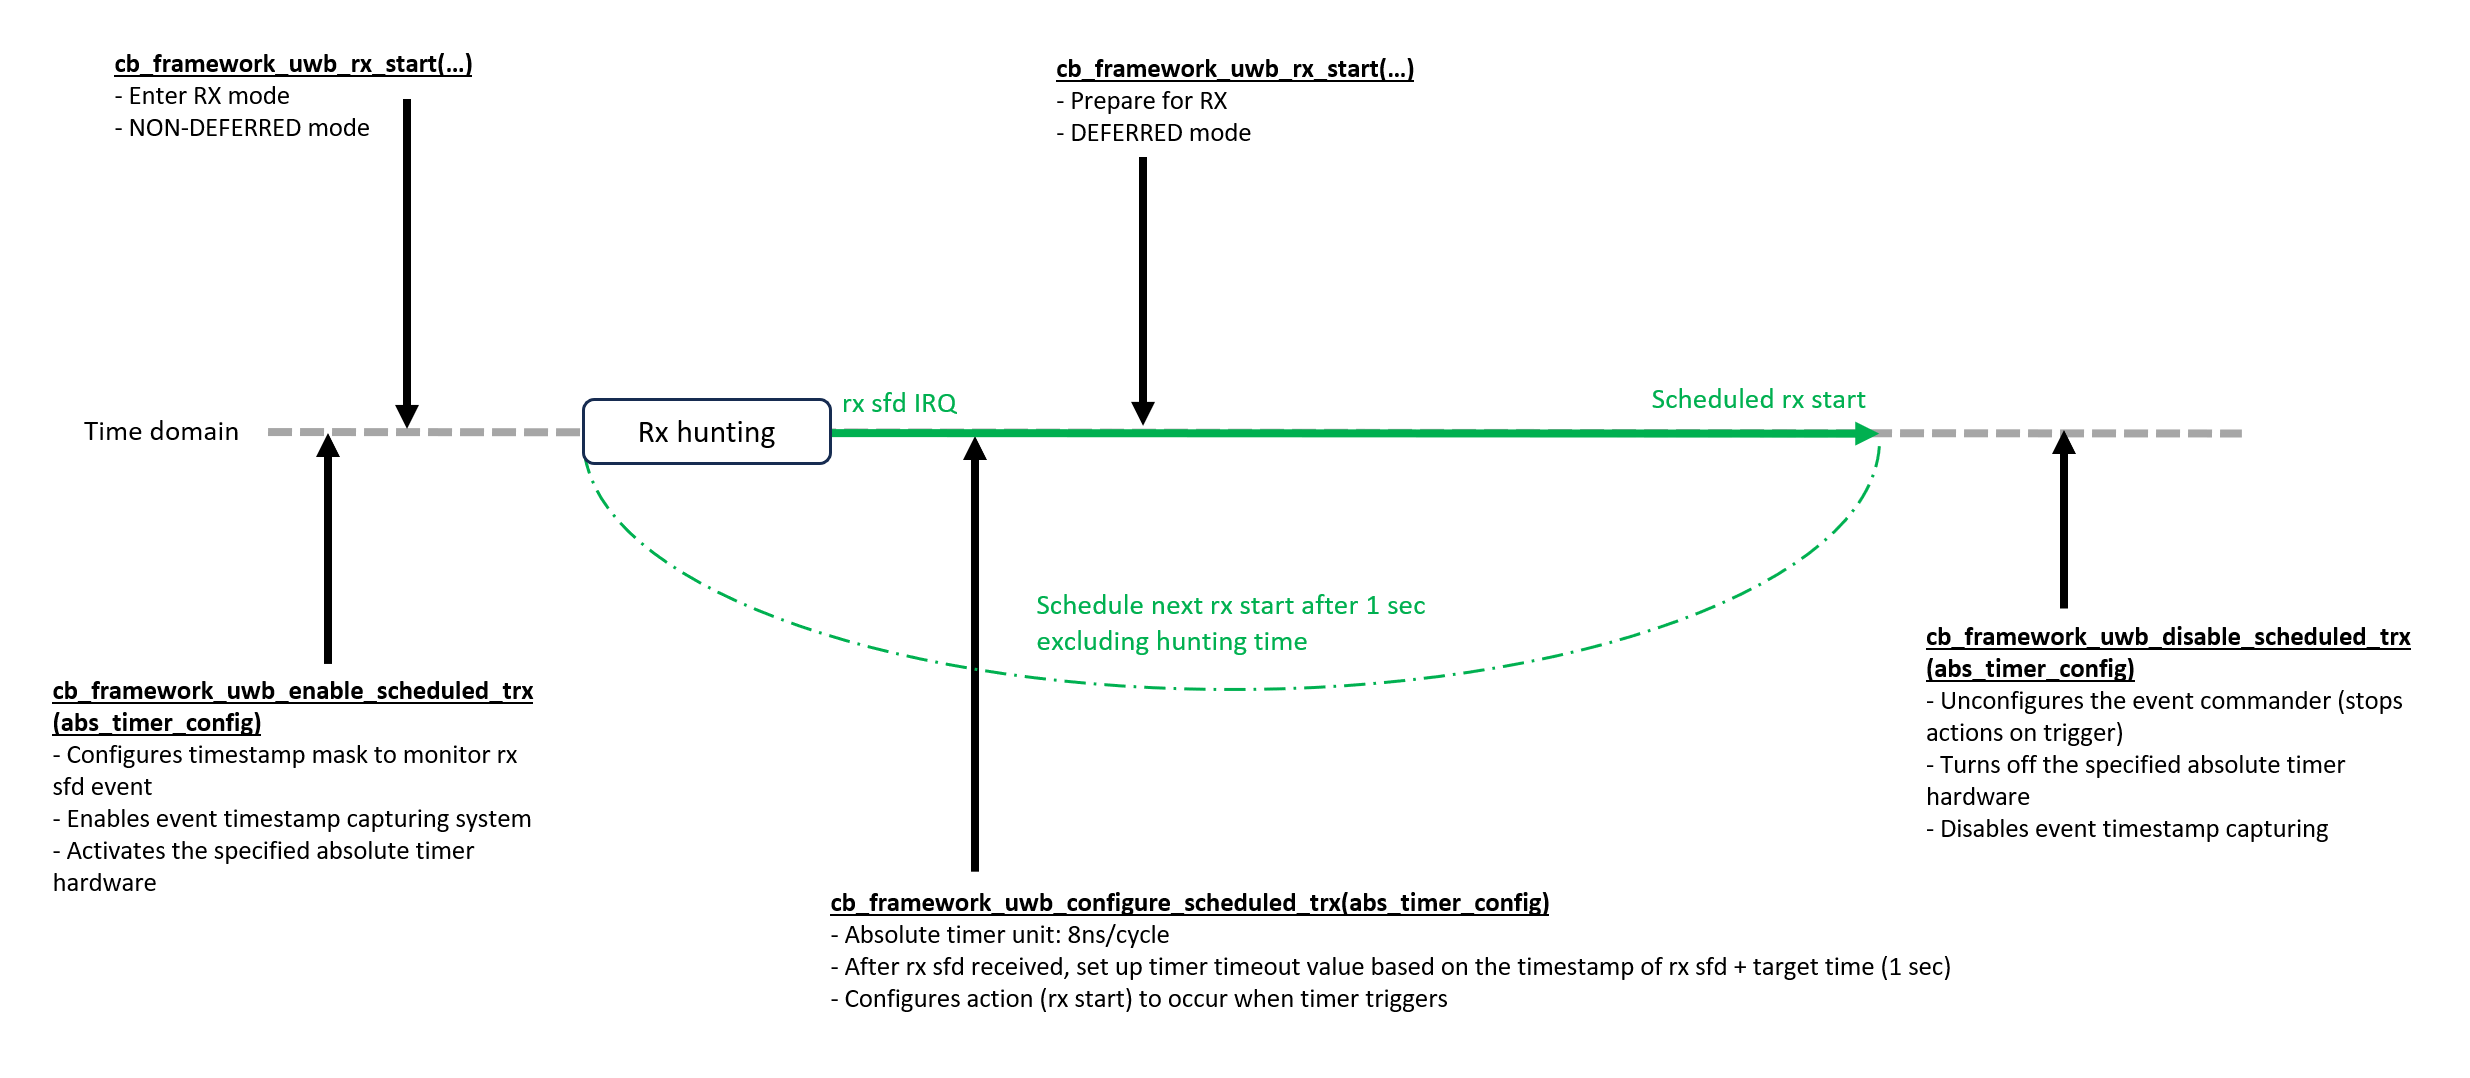 cb_framework_uwb_rx_start(...)
- Enter RX mode
- NON-DEFERRED mode
cb_framework_uwb_rx_start(...)
- Prepare for RX
- DEFERRED mode
Time domain
Rx hunting
rx sfd IRQ
Scheduled rx start
Schedule next rx start after 1 sec
excluding hunting time
cb_framework_uwb_enable_scheduled_trx
(abs_timer_config)
- Configures timestamp mask to monitor rx
sfd event
- Enables event timestamp capturing system
- Activates the specified absolute timer
hardware
cb_framework_uwb_configure_scheduled_trx(abs_timer_config)
- Absolute timer unit: 8ns/cycle
- After rx sfd received, set up timer timeout value based on the timestamp of rx sfd + target time (1 sec)
- Configures action (rx start) to occur when timer triggers
cb_framework_uwb_disable_scheduled_trx
(abs_timer_config)
- Unconfigures the event commander (stops
actions on trigger)
- Turns off the specified absolute timer
hardware
- Disables event timestamp capturing